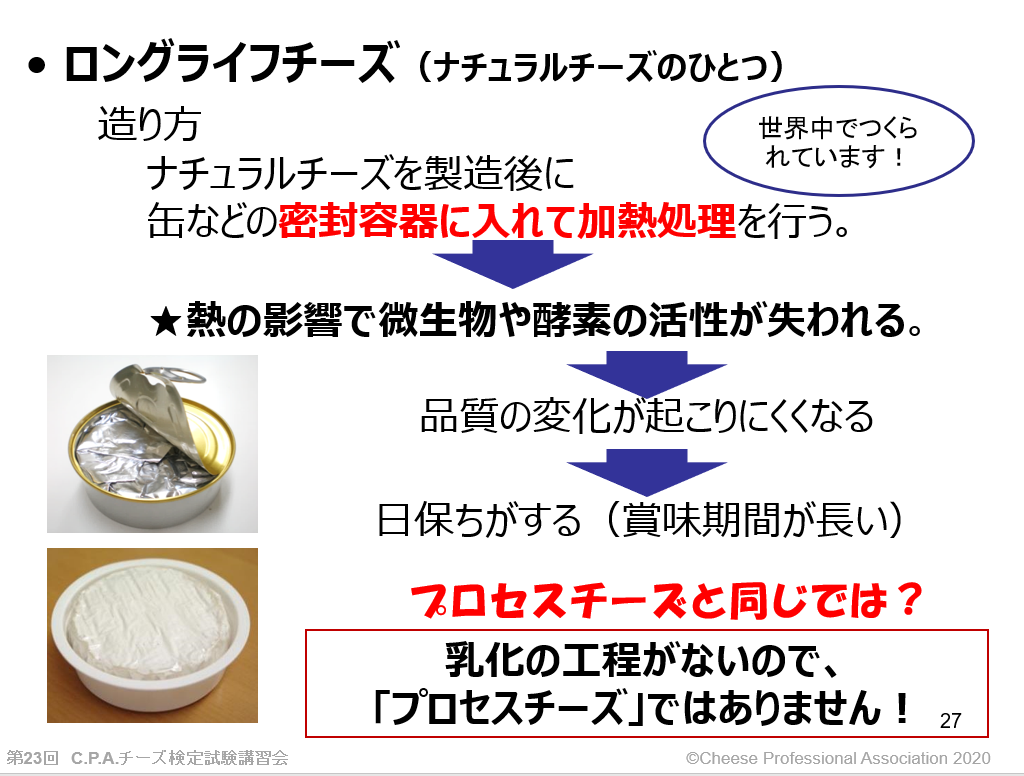 • ロングライフチーズ（ナチュラルチーズのひとつ）
造り方
世界中でつくら
れています！
ナチュラルチーズを製造後に
缶などの密封容器に入れて加熱処理を行う。
★熱の影響で微生物や酵素の活性が失われる。
品質の変化が起こりにくくなる
日保ちがする（賞味期間が長い）
プロセスチーズと同じでは？
乳化の工程がないので、
「プロセスチーズ」ではありません！
27
第23回 C.P.A.チーズ検定試験講習会
©Cheese Professional Association 2020